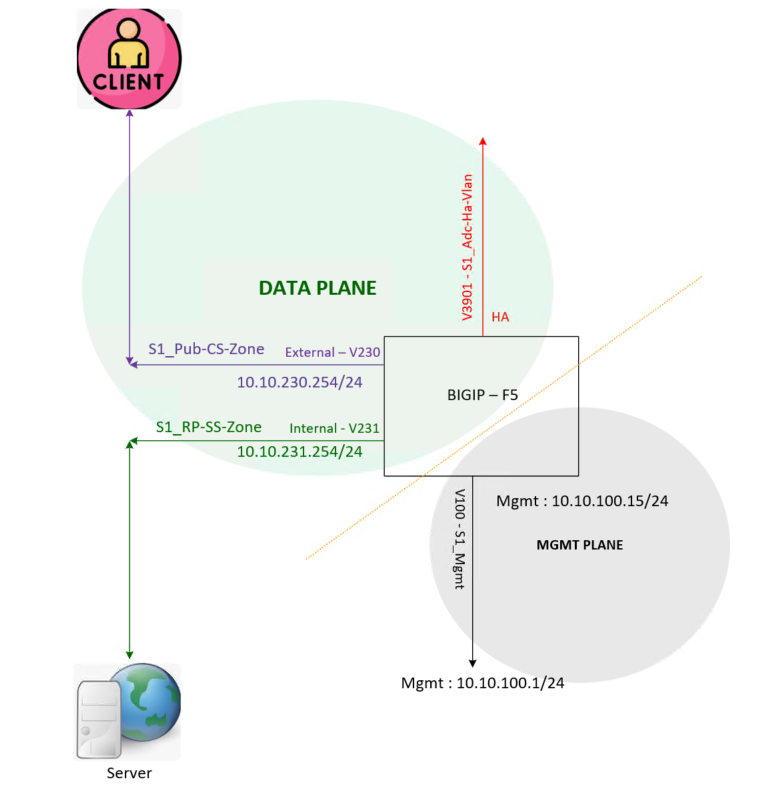 CLIENT
V3901 - S1_Adc-Ha-Vlan
HA
DATA PLANE
S1_Pub-CS-Zone
External – V230
10.10.230.254/24
BIGIP – F5
S1_RP-SS-Zone
Internal - V231
10.10.231.254/24
V100 - S1_Mgmt
Mgmt : 10.10.100.15/24
MGMT PLANE
Mgmt : 10.10.100.1/24
Server